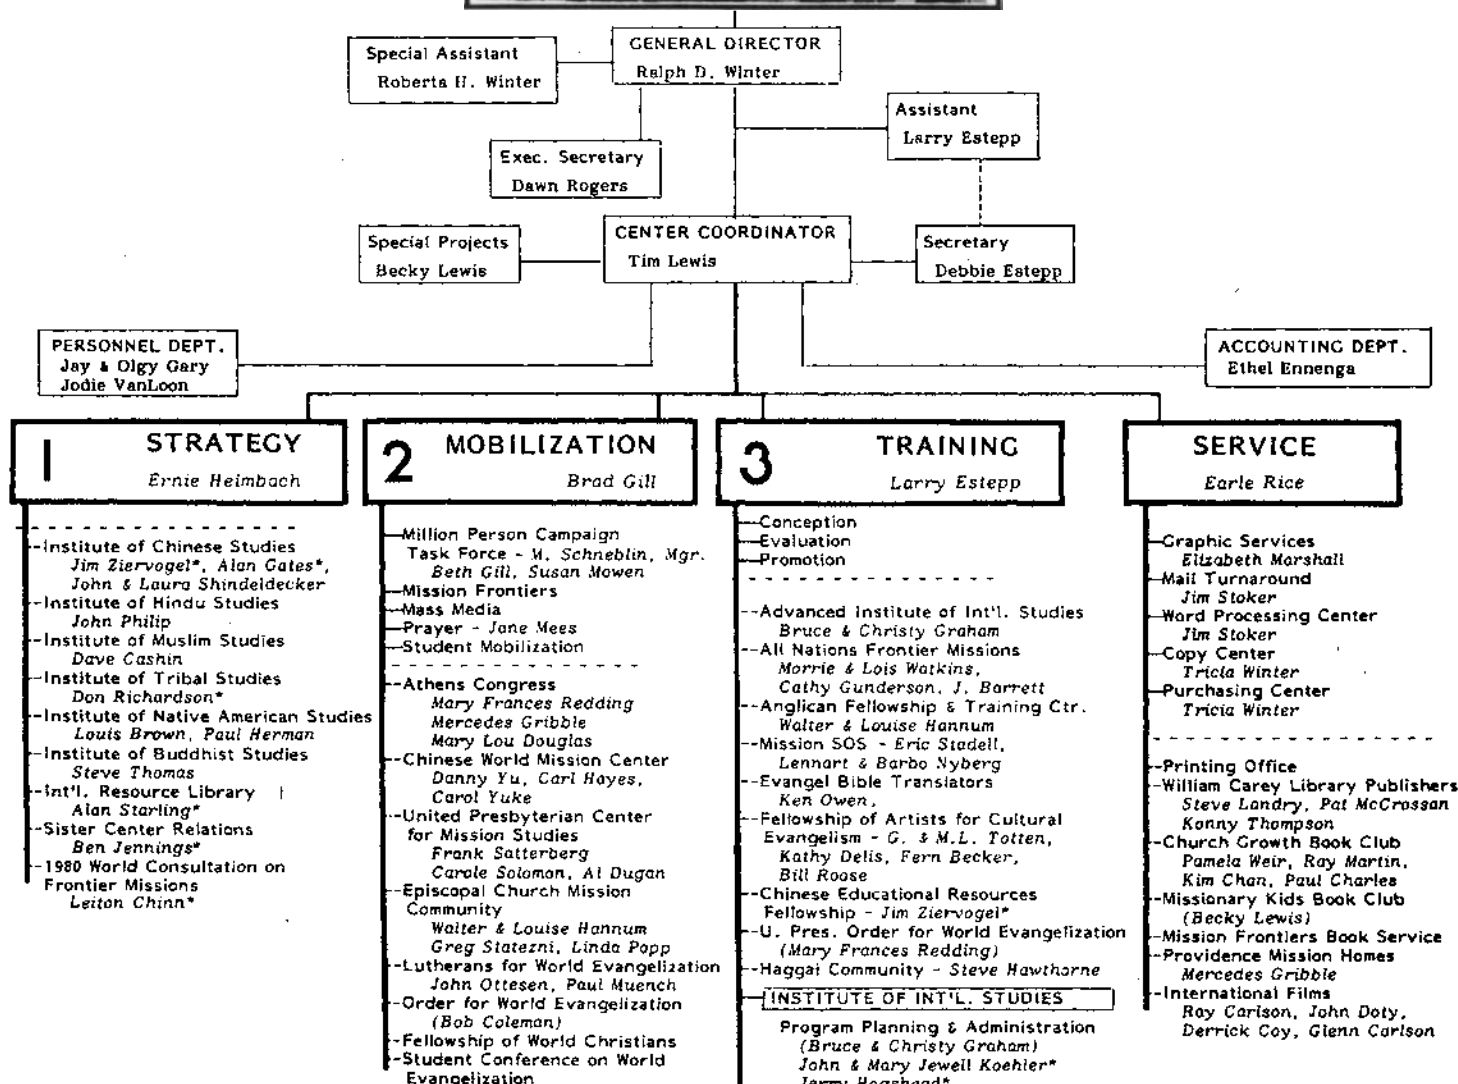 GENERAL DIRECTOR
Ralph D. Winter
Special Assistant
Roberta H. Winter
Assistant
Larry Estepp
Exec. Secretary
Dawn Rogers
CENTER COORDINATOR
Tim Lewis
Special Projects
Becky Lewis
Secretary
Debbie Estepp
PERSONNEL DEPT.
Jay & Olgy Gary
Jodie VanLoon
ACCOUNTING DEPT.
Ethel Ennenga
1 STRATEGY
Ernie Heimbach
Institute of Chinese Studies
Jim Ziervogel*, Alan Gates*,
John & Laura Shindeldecker
Institute of Hindu Studies
John Philip
Institute of Muslim Studies
Dave Cashin
Institute of Tribal Studies
Don Richardson*
Institute of Native American Studies
Louis Brown, Paul Herman
Institute of Buddhist Studies
Steve Thomas
Int'l. Resource Library
Alan Starling*
Sister Center Relations
Ben Jennings*
1980 World Consultation on
Frontier Missions
Leiton Chinn*
2 MOBILIZATION
Brad Gill
Million Person Campaign
Task Force - M. Schneblin, Mgr.
Beth Gill, Susan Mowen
Mission Frontiers
Mass Media
Prayer - Jane Mees
Student Mobilization
Athens Congress
Mary Frances Redding
Mercedes Gribble
Mary Lou Douglas
Chinese World Mission Center
Danny Yu, Carl Hayes,
Carol Yuke
United Presbyterian Center
for Mission Studies
Frank Satterberg
Carole Solomon, Al Dugan
Episcopal Church Mission
Community
Walter & Louise Hannum
Greg Statezni, Linda Popp
Lutherans for World Evangelization
John Ottesen, Paul Muench
Order for World Evangelization
(Bob Coleman)
Fellowship of World Christians
Student Conference on World
Evangelization
3 TRAINING
Larry Estepp
Conception
Evaluation
Promotion
Advanced Institute of Int'l. Studies
Bruce & Christy Graham
All Nations Frontier Missions
Morrie & Lois Watkins,
Cathy Gunderson, J. Barrett
Anglican Fellowship & Training Ctr.
Walter & Louise Hannum
Mission SOS - Eric Stadell,
Lennart & Barbo Nyberg
Evangel Bible Translators
Ken Owen,
Fellowship of Artists for Cultural
Evangelism - G. & M.L. Totten,
Kathy Delis, Fern Becker,
Bill Roose
Chinese Educational Resources
Fellowship - Jim Ziervogel*
U. Pres. Order for World Evangelization
(Mary Frances Redding)
Haggai Community - Steve Hawthorne
INSTITUTE OF INT'L. STUDIES
Program Planning & Administration
(Bruce & Christy Graham)
John & Mary Jewell Koehler*
SERVICE
Earle Rice
Graphic Services
Elizabeth Marshall
Mail Turnaround
Jim Stoker
Word Processing Center
Jim Stoker
Copy Center
Tricia Winter
Purchasing Center
Tricia Winter
Printing Office
William Carey Library Publishers
Steve Landry, Pat McCrossan
Konny Thompson
Church Growth Book Club
Pamela Weir, Ray Martin,
Kim Chan, Paul Charles
Missionary Kids Book Club
(Becky Lewis)
Mission Frontiers Book Service
Providence Mission Homes
Mercedes Gribble
International Films
Ray Carlson, John Doty,
Derrick Coy, Glenn Carlson